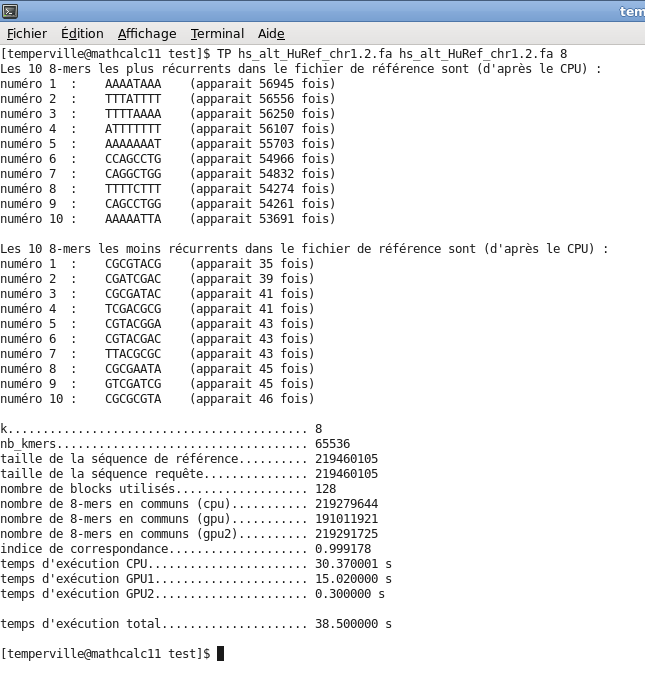 tem
Fichier Édition Affichage Terminal Aide
[temperville@mathcalc11 test]$ TP hs_alt_HuRef_chr1.2.fa hs_alt_HuRef_chr1.2.fa 8
Les 10 8-mers les plus récurrents dans le fichier de référence sont (d'après le CPU) :
numéro 1  :    AAAATAAA    (apparait 56945 fois)
numéro 2  :    TTTATTTT    (apparait 56556 fois)
numéro 3  :    TTTTAAAA    (apparait 56250 fois)
numéro 4  :    ATTTTTTT    (apparait 56107 fois)
numéro 5  :    AAAAAAAT    (apparait 55703 fois)
numéro 6  :    CCAGCCTG    (apparait 54966 fois)
numéro 7  :    CAGGCTGG    (apparait 54832 fois)
numéro 8  :    TTTTCTTT    (apparait 54274 fois)
numéro 9  :    CAGCCTGG    (apparait 54261 fois)
numéro 10 :    AAAAATTA    (apparait 53691 fois)
Les 10 8-mers les moins récurrents dans le fichier de référence sont (d'après le CPU) :
numéro 1  :    CGCGTACG    (apparait 35 fois)
numéro 2  :    CGATCGAC    (apparait 39 fois)
numéro 3  :    CGCGATAC    (apparait 41 fois)
numéro 4  :    TCGACGCG    (apparait 41 fois)
numéro 5  :    CGTACGGA    (apparait 43 fois)
numéro 6  :    CGTACGAC    (apparait 43 fois)
numéro 7  :    TTACGCGC    (apparait 43 fois)
numéro 8  :    CGCGAATA    (apparait 45 fois)
numéro 9  :    GTCGATCG    (apparait 45 fois)
numéro 10 :    CGCGCGTA    (apparait 46 fois)
k........................................... 8
nb_kmers.................................... 65536
taille de la séquence de référence.......... 219460105
taille de la séquence requête............... 219460105
nombre de blocks utilisés................... 128
nombre de 8-mers en communs (cpu)........... 219279644
nombre de 8-mers en communs (gpu)........... 191011921
nombre de 8-mers en communs (gpu2).......... 219291725
indice de correspondance.................... 0.999178
temps d'exécution CPU....................... 30.370001 s
temps d'exécution GPU1...................... 15.020000 s
temps d'exécution GPU2...................... 0.300000 s
temps d'exécution total..................... 38.500000 s
[temperville@mathcalc11 test]$